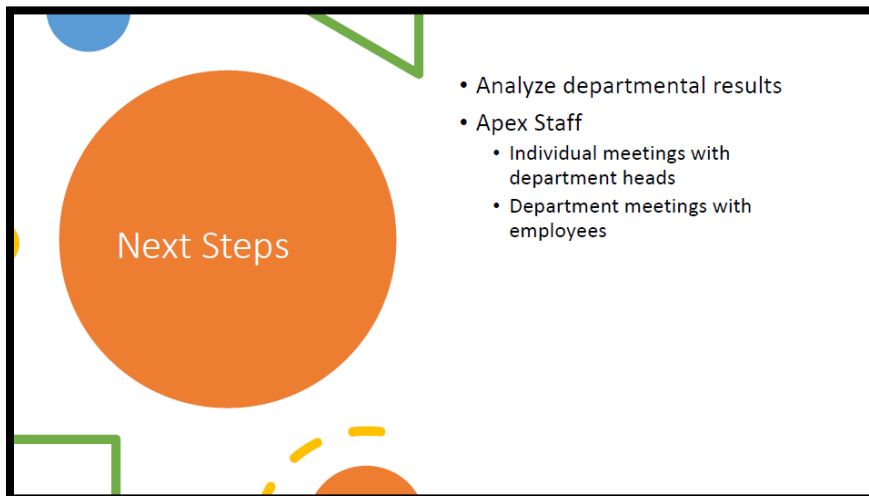 Next Steps
• Analyze departmental results
• Apex Staff
• Individual meetings with
department heads
• Department meetings with
employees